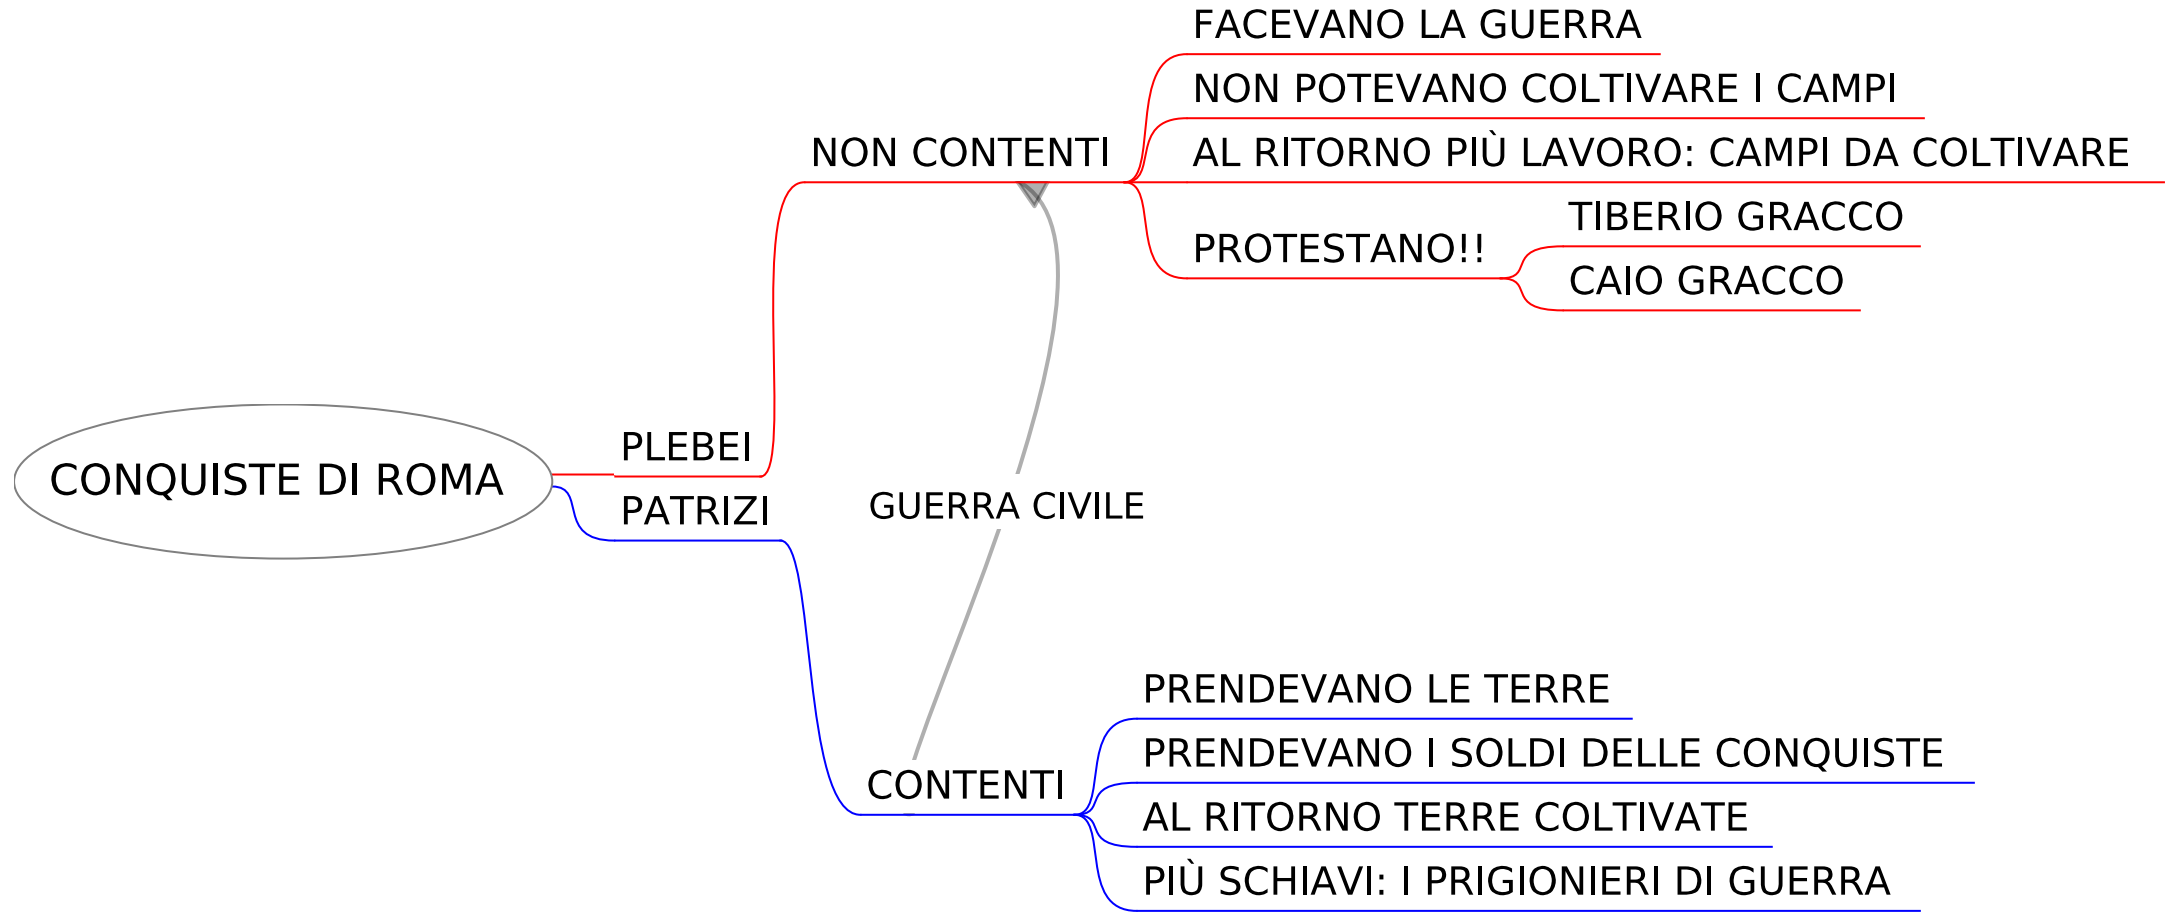 CONQUISTE DI ROMA
PLEBEI
NON CONTENTI
FACEVANO LA GUERRA
NON POTEVANO COLTIVARE I CAMPI
AL RITORNO PIÙ LAVORO: CAMPI DA COLTIVARE
PROTESTANO!!
TIBERIO GRACCO
CAIO GRACCO
GUERRA CIVILE
PATRIZI
CONTENTI
PRENDEVANO LE TERRE
PRENDEVANO I SOLDI DELLE CONQUISTE
AL RITORNO TERRE COLTIVATE
PIÙ SCHIAVI: I PRIGIONIERI DI GUERRA